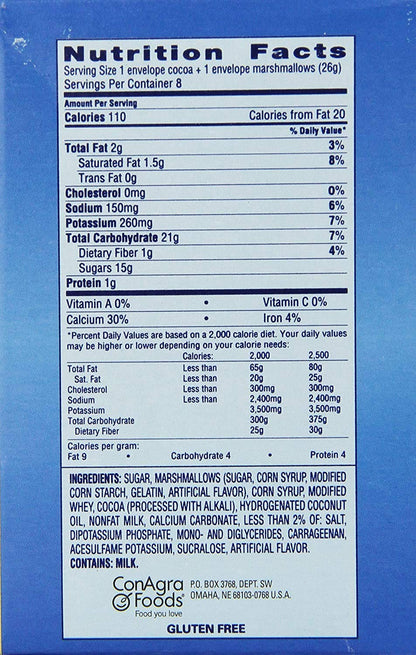 Nutrition Facts
Serving Size 1 envelope cocoa + 1 envelope marshmallows (26g)
Servings Per Container 8
Amount Per Serving
Calories 110 Calories from Fat 20
% Daily Value*
Total Fat 2g 3%
Saturated Fat 1.5g 8%
Trans Fat 0g
Cholesterol 0mg 0%
Sodium 150mg 6%
Potassium 260mg 7%
Total Carbohydrate 21g 7%
Dietary Fiber 1g 4%
Sugars 15g
Protein 1g
Vitamin A 0% • Vitamin C 0%
Calcium 30% • Iron 4%
*Percent Daily Values are based on a 2,000 calorie diet. Your daily values
may be higher or lower depending on your calorie needs:
Calories: 2,000 2,500
Total Fat Less than 65g 80g
Sat. Fat Less than 20g 25g
Cholesterol Less than 300mg 300mg
Sodium Less than 2,400mg 2,400mg
Potassium 3,500mg 3,500mg
Total Carbohydrate 300g 375g
Dietary Fiber 25g 30g
Calories per gram:
Fat 9 • Carbohydrate 4 • Protein 4
INGREDIENTS: SUGAR, MARSHMALLOWS (SUGAR, CORN SYRUP, MODIFIED
CORN STARCH, GELATIN, ARTIFICIAL FLAVOR), CORN SYRUP, MODIFIED
WHEY, COCOA (PROCESSED WITH ALKALI), HYDROGENATED COCONUT
OIL, NONFAT MILK, CALCIUM CARBONATE, LESS THAN 2% OF: SALT,
DIPOTASSIUM PHOSPHATE, MONO- AND DIGLYCERIDES, CARRAGEENAN,
ACESULFAME POTASSIUM, SUCRALOSE, ARTIFICIAL FLAVOR.
CONTAINS: MILK.
ConAgra
Foods®
Food you love
P.O. BOX 3768, DEPT. SW
OMAHA, NE 68103-0768 U.S.A.
GLUTEN FREE